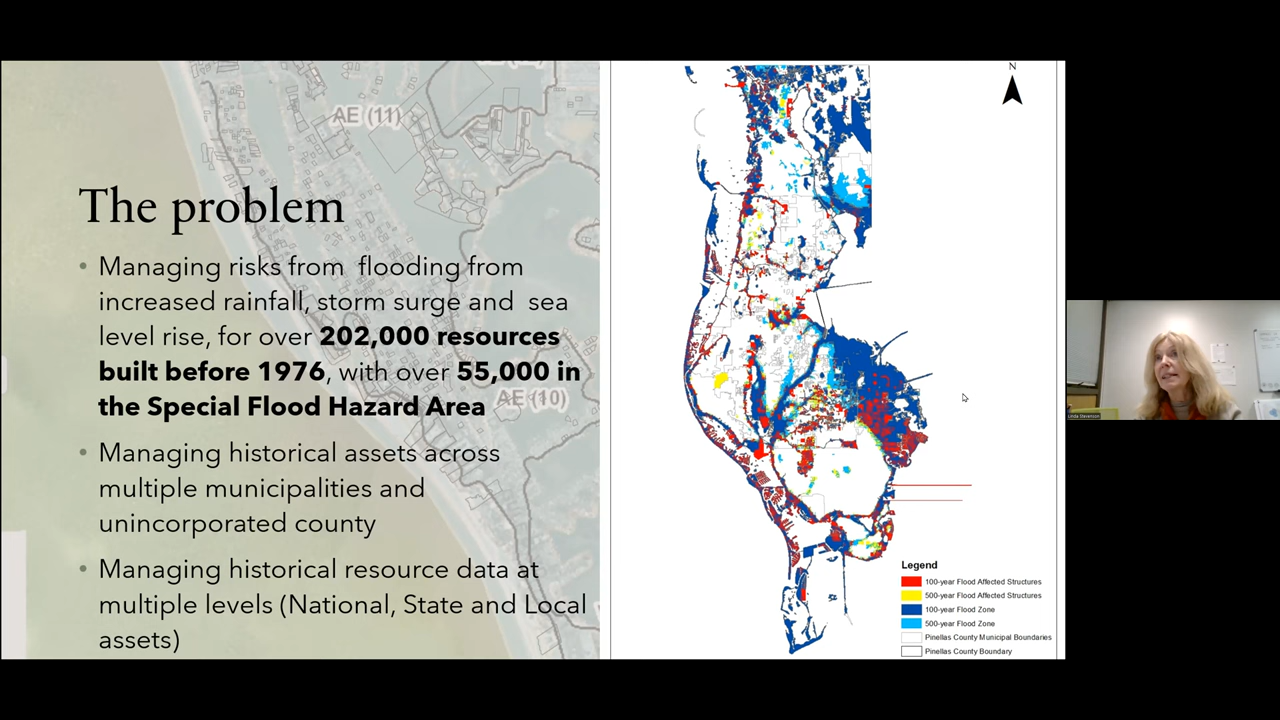 AE (11)
The problem
• Managing risks from flooding from
increased rainfall, storm surge and sea
level rise, for over 202,000 resources
built before 1976, with over 55,000 in
the Special Flood Hazard Area
AE (10)
• Managing historical assets across
multiple municipalities and
unincorporated county
• Managing historical resource data at
multiple levels (National, State and Local
assets)
N
Legend
100-year Flood Affected Structures
500-year Flood Affected Structures
100-year Flood Zone
500-year Flood Zone
Pinellas County Municipal Boundaries
Pinellas County Boundary
Linda Stevenson